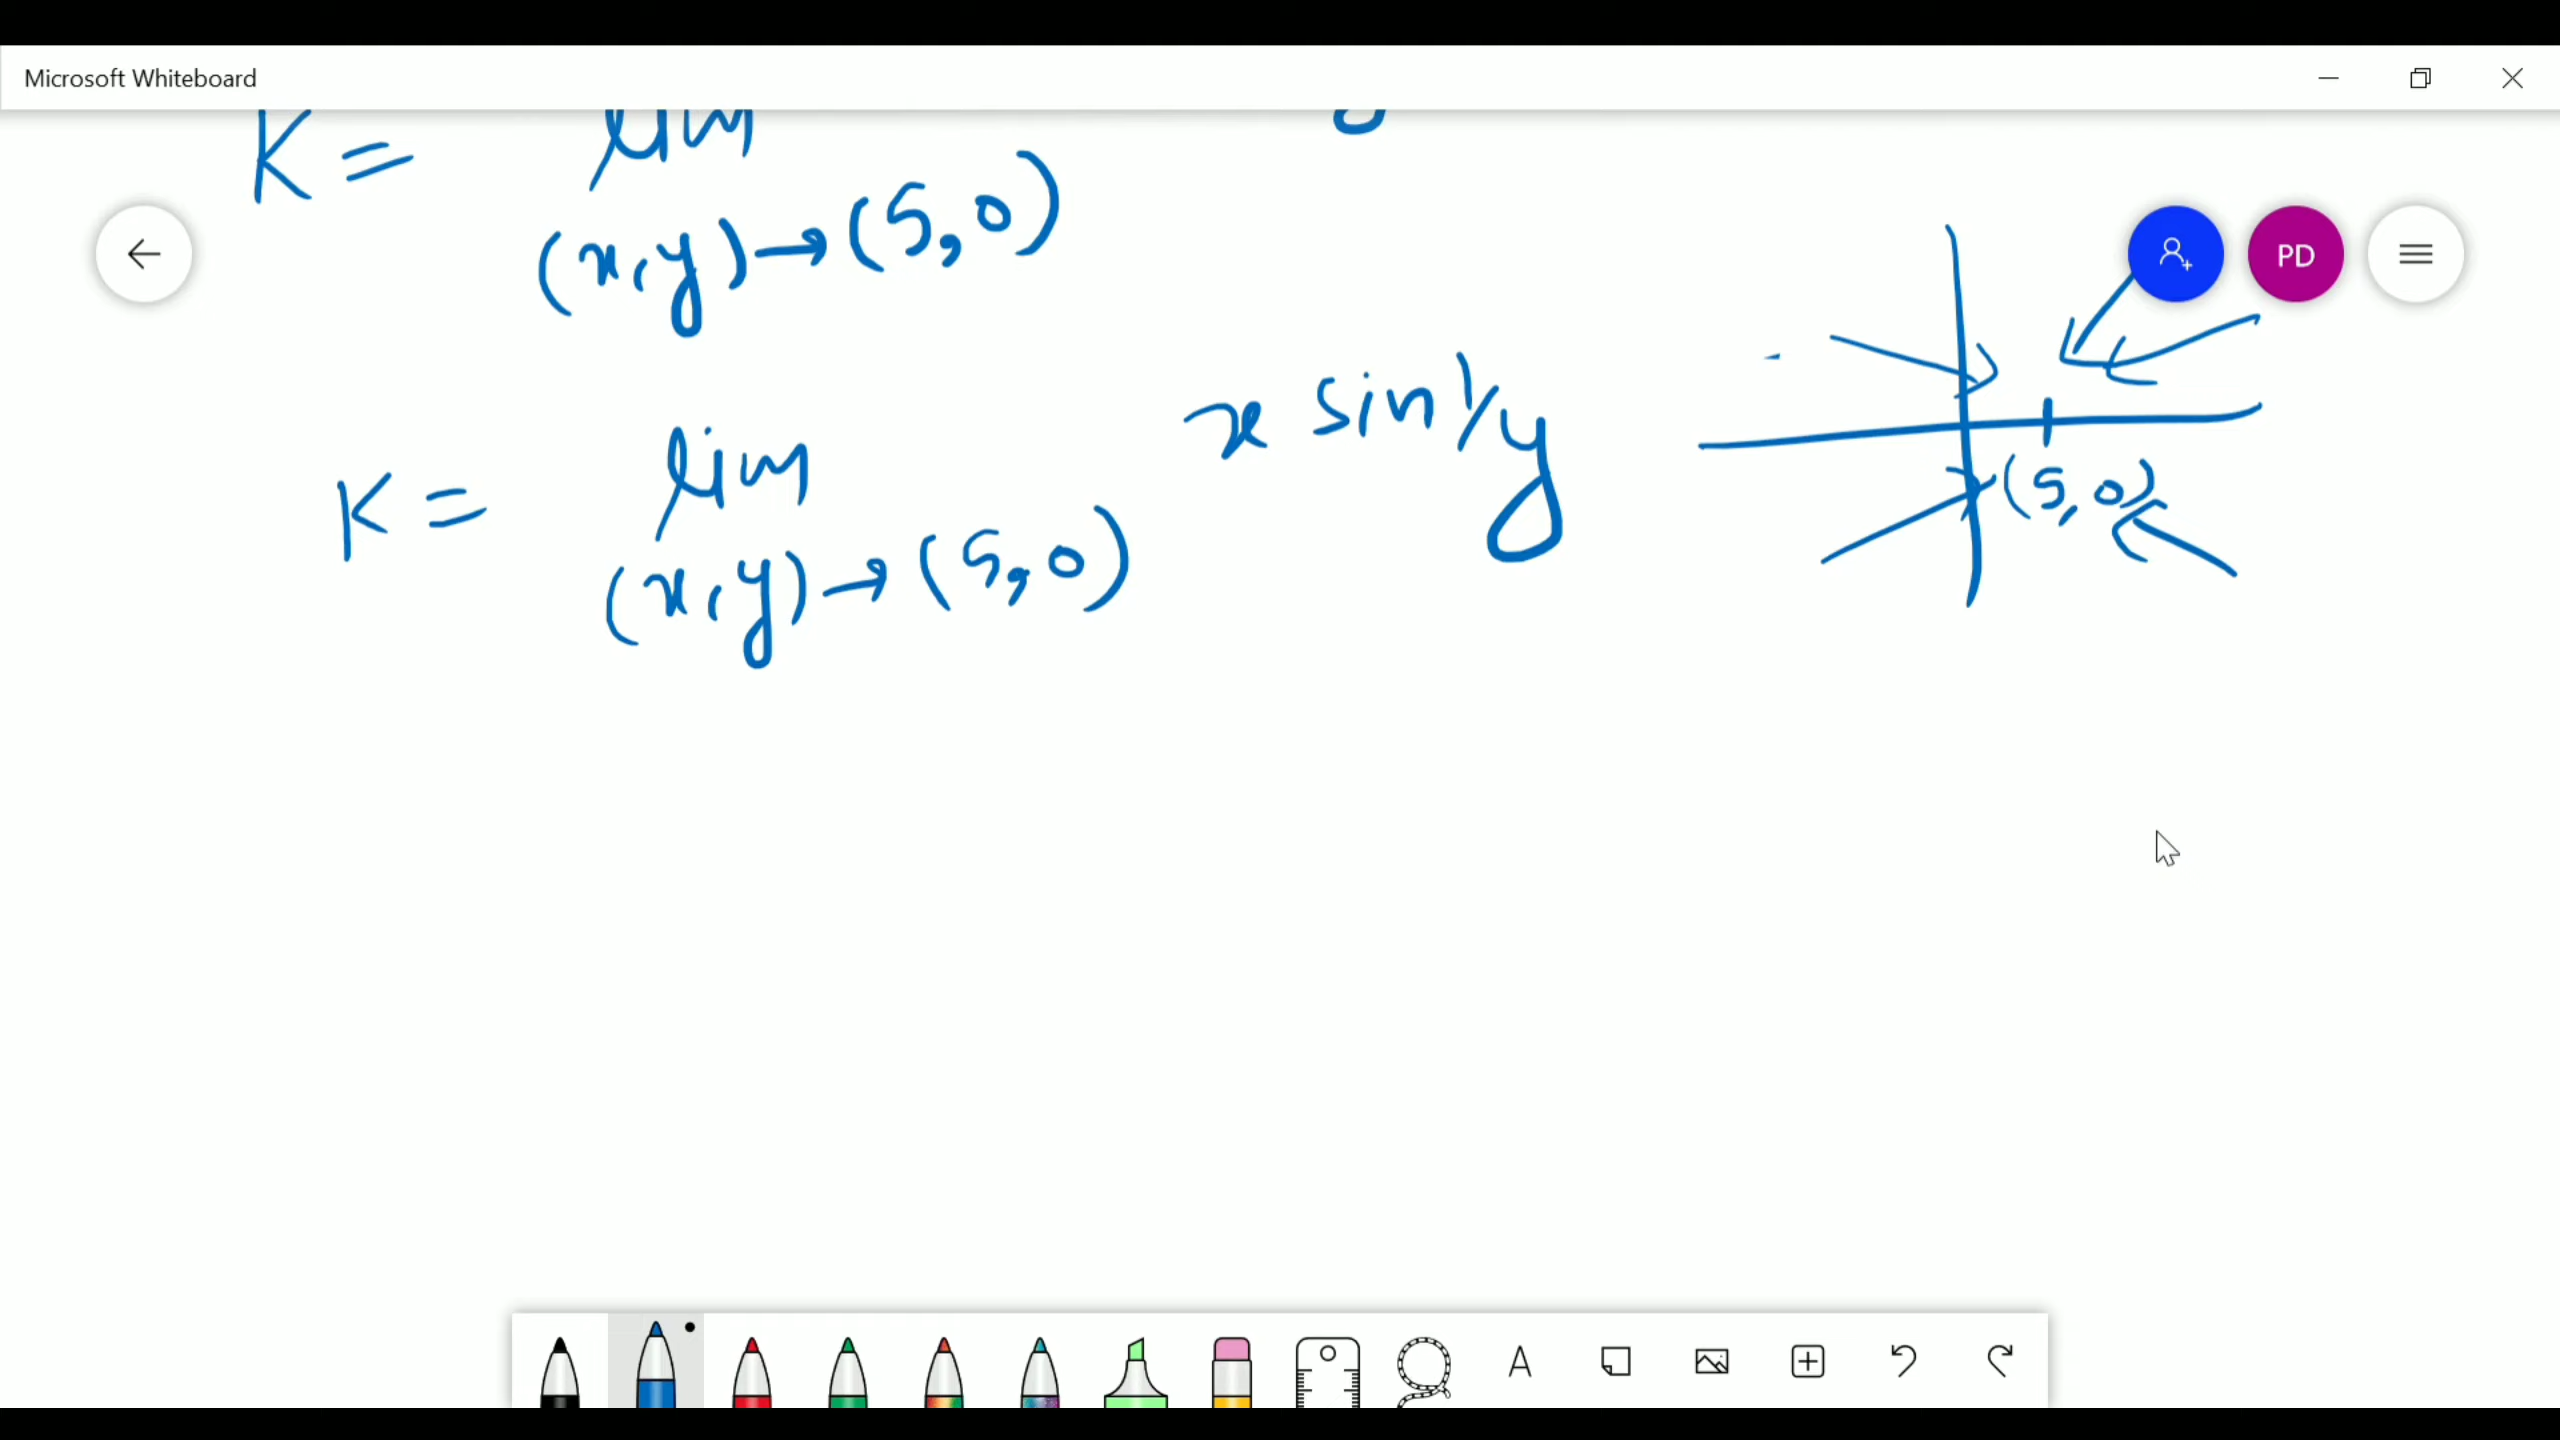 Microsoft Whiteboard
K = lim
(x,y)→(5,0)
PD
K = lim x sin 1/y
(x,y)→(5,0)
(5,0)
A